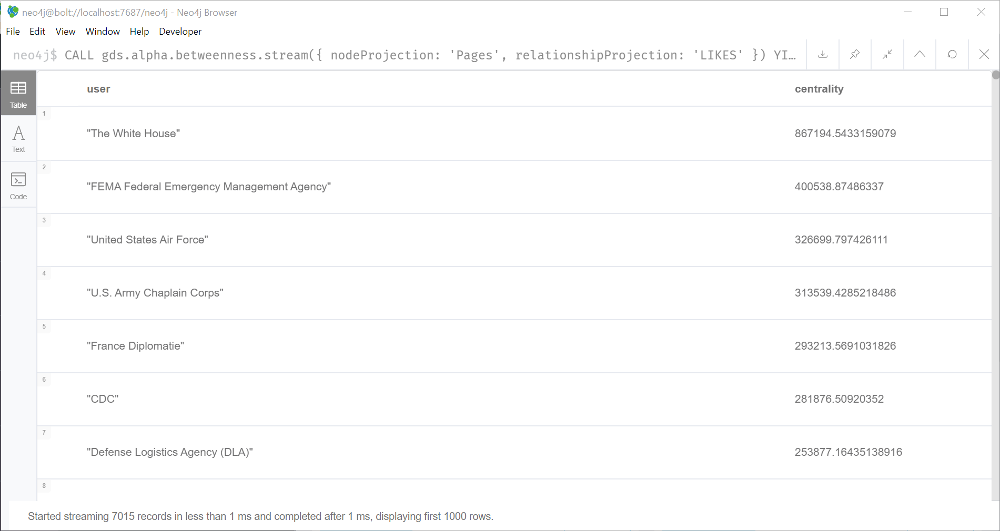 neo4j@bolt://localhost:7687/neo4j - Neo4j Browser
File Edit View Window Help Developer
neo4j$ CALL gds.alpha.betweenness.stream({ nodeProjection: 'Pages', relationshipProjection: 'LIKES' }) YI…
Table
Text
Code
user centrality
1
"The White House" 867194.5433159079
2
"FEMA Federal Emergency Management Agency" 400538.87486337
3
"United States Air Force" 326699.797426111
4
"U.S. Army Chaplain Corps" 313539.4285218486
5
"France Diplomatie" 293213.5691031826
6
"CDC" 281876.50920352
7
"Defense Logistics Agency (DLA)" 253877.16435138916
8
Started streaming 7015 records in less than 1 ms and completed after 1 ms, displaying first 1000 rows.